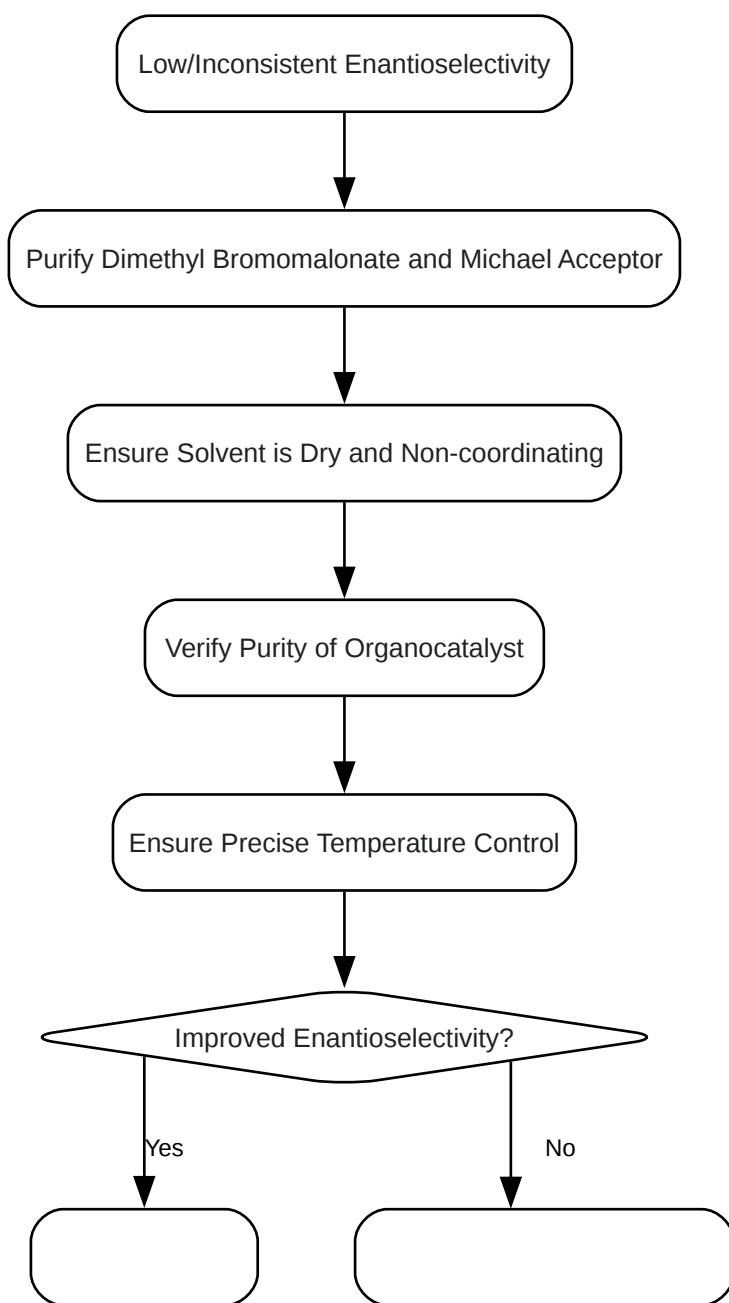 Low/Inconsistent Enantioselectivity
Purify Dimethyl Bromomalonate and Michael Acceptor
Ensure Solvent is Dry and Non-coordinating
Verify Purity of Organocatalyst
Ensure Precise Temperature Control
Improved Enantioselectivity?
Yes
No